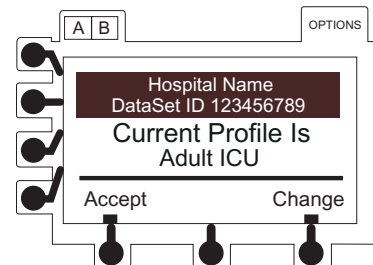 A B
OPTIONS
Hospital Name
DataSet ID 123456789
Current Profile Is
Adult ICU
Accept Change